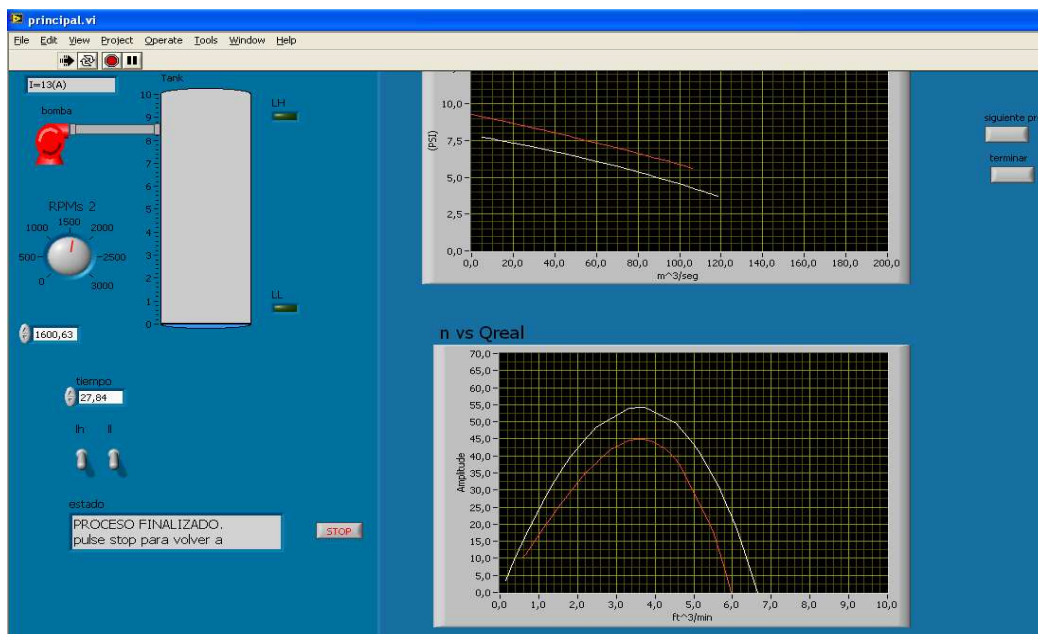 principal.vi
File Edit View Project Operate Tools Window Help
I=13(A)
bomba
Tank
10
9
8
7
6
5
4
3
2
1
0
LH
LL
RPMs 2
0
500
1000
1500
2000
2500
3000
1600,63
tiempo
27,84
lh
ll
estado
PROCESO FINALIZADO.
pulse stop para volver a
STOP
(PSI)
10,0
7,5
5,0
2,5
0,0
0,0 20,0 40,0 60,0 80,0 100,0 120,0 140,0 160,0 180,0 200,0
m^3/seg
siguiente pr
terminar
n vs Qreal
Amplitude
70,0
65,0
60,0
55,0
50,0
45,0
40,0
35,0
30,0
25,0
20,0
15,0
10,0
5,0
0,0
0,0 1,0 2,0 3,0 4,0 5,0 6,0 7,0 8,0 9,0 10,0
ft^3/min